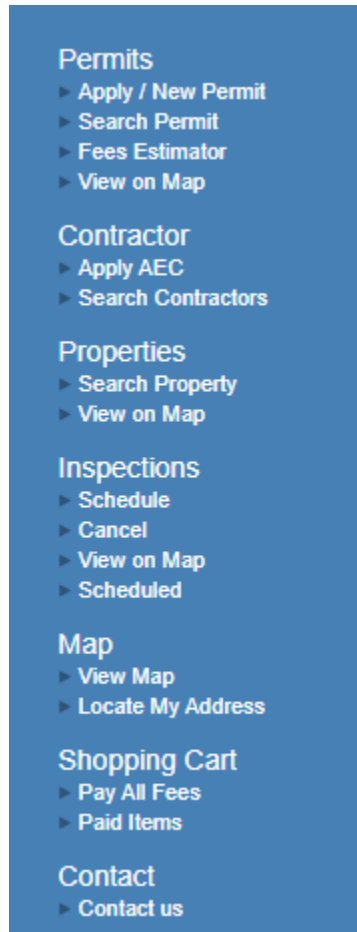 Permits
Apply / New Permit
Search Permit
Fees Estimator
View on Map
Contractor
Apply AEC
Search Contractors
Properties
Search Property
View on Map
Inspections
Schedule
Cancel
View on Map
Scheduled
Map
View Map
Locate My Address
Shopping Cart
Pay All Fees
Paid Items
Contact
Contact us